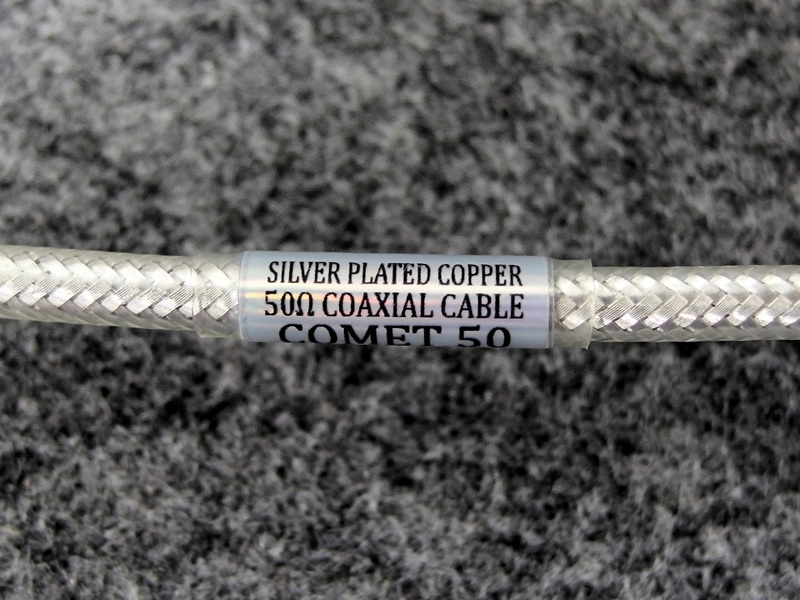 SILVER PLATED COPPER
50Ω COAXIAL CABLE
COMET 50